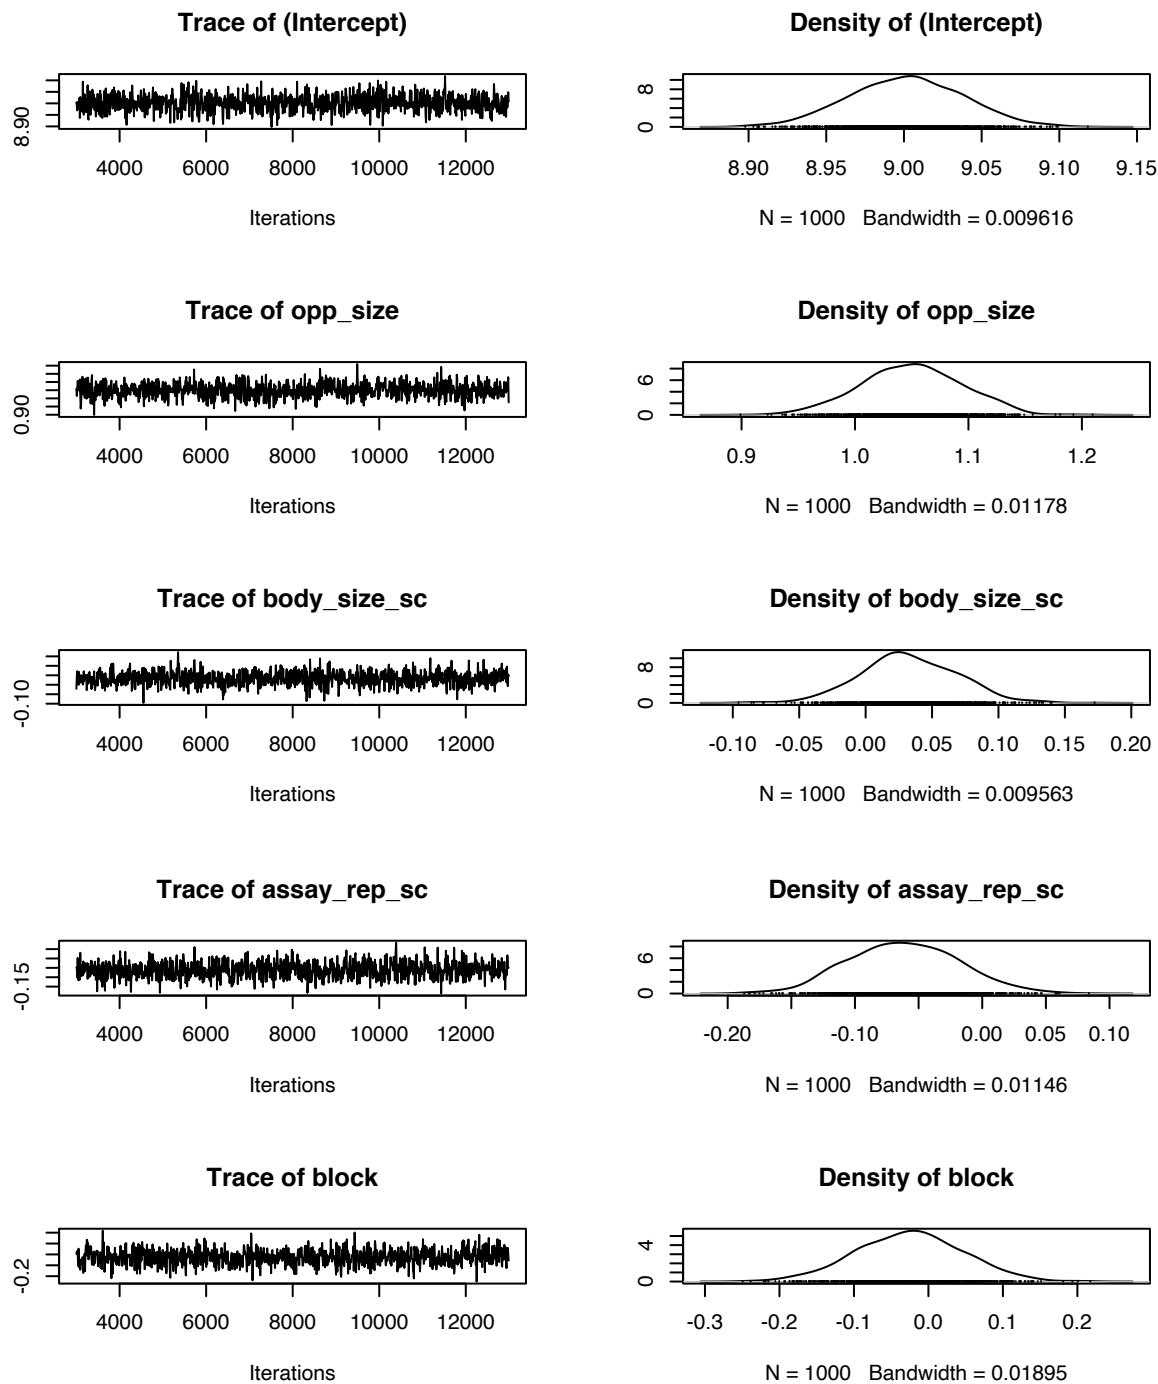 Trace of (Intercept)
8.90
4000 6000 8000 10000 12000
Iterations
Density of (Intercept)
0 8
8.90 8.95 9.00 9.05 9.10 9.15
N = 1000 Bandwidth = 0.009616
Trace of opp_size
0.90
4000 6000 8000 10000 12000
Iterations
Density of opp_size
0 6
0.9 1.0 1.1 1.2
N = 1000 Bandwidth = 0.01178
Trace of body_size_sc
-0.10
4000 6000 8000 10000 12000
Iterations
Density of body_size_sc
0 8
-0.10 -0.05 0.00 0.05 0.10 0.15 0.20
N = 1000 Bandwidth = 0.009563
Trace of assay_rep_sc
-0.15
4000 6000 8000 10000 12000
Iterations
Density of assay_rep_sc
0 6
-0.20 -0.10 0.00 0.05 0.10
N = 1000 Bandwidth = 0.01146
Trace of block
-0.2
4000 6000 8000 10000 12000
Iterations
Density of block
0 4
-0.3 -0.2 -0.1 0.0 0.1 0.2
N = 1000 Bandwidth = 0.01895